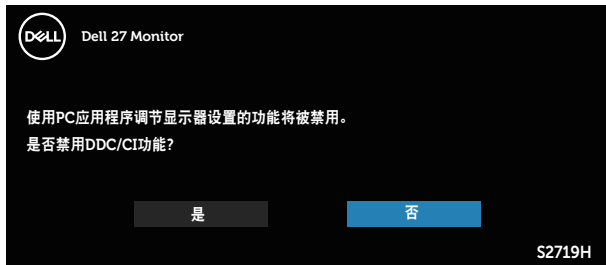 DELL
Dell 27 Monitor
使用PC应用程序调节显示器设置的功能将被禁用。
是否禁用DDC/CI功能?
是
否
S2719H